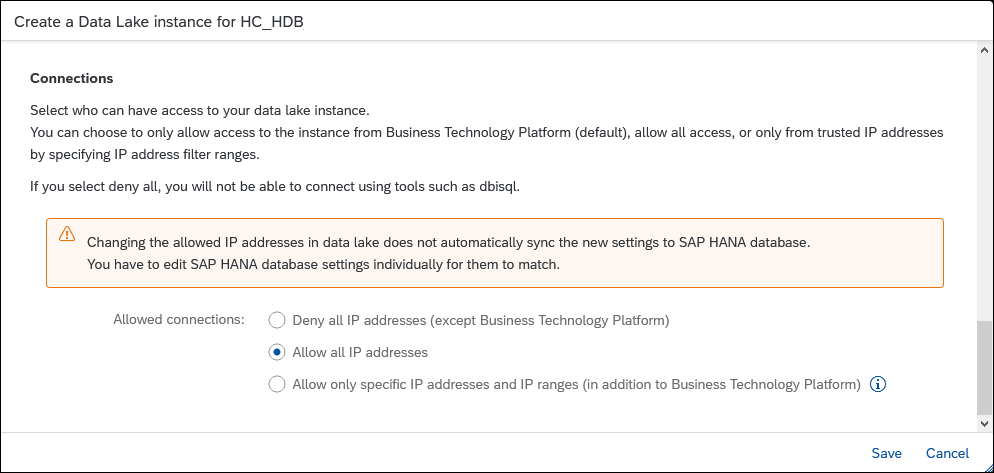 Create a Data Lake instance for HC_HDB
Connections
Select who can have access to your data lake instance.
You can choose to only allow access to the instance from Business Technology Platform (default), allow all access, or only from trusted IP addresses
by specifying IP address filter ranges.
If you select deny all, you will not be able to connect using tools such as dbisql.
Changing the allowed IP addresses in data lake does not automatically sync the new settings to SAP HANA database.
You have to edit SAP HANA database settings individually for them to match.
Allowed connections:
Deny all IP addresses (except Business Technology Platform)
Allow all IP addresses
Allow only specific IP addresses and IP ranges (in addition to Business Technology Platform)
Save Cancel